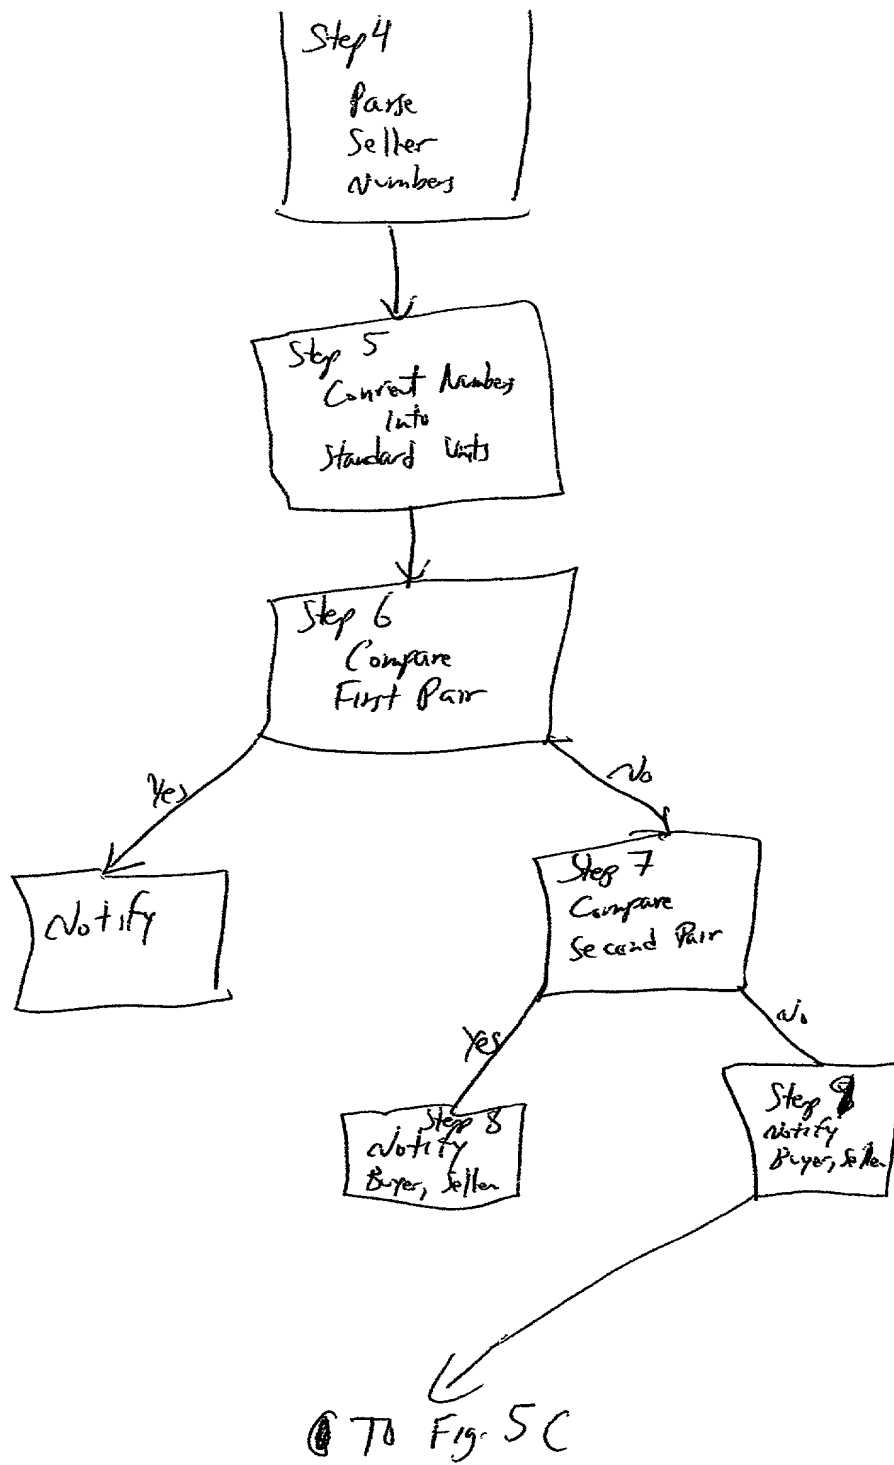 Step 4
Parse
Seller
Numbers
Step 5
Convert Numbers
Into
Standard Units
Step 6
Compare
First Pair
Yes
No
Notify
Step 7
Compare
Second Pair
Yes
No
Step 8
Notify
Buyer, Seller
Step 9
Notify
Buyer, Seller
To Fig. 5C